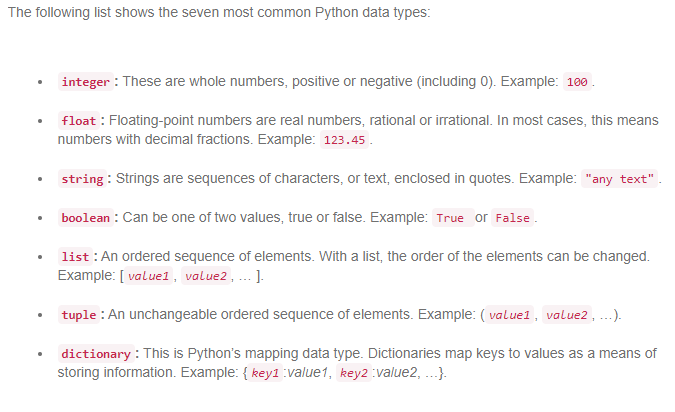 The following list shows the seven most common Python data types:
• integer : These are whole numbers, positive or negative (including 0). Example: 100 .
• float : Floating-point numbers are real numbers, rational or irrational. In most cases, this means
numbers with decimal fractions. Example: 123.45 .
• string : Strings are sequences of characters, or text, enclosed in quotes. Example: "any text" .
• boolean : Can be one of two values, true or false. Example: True or False .
• list : An ordered sequence of elements. With a list, the order of the elements can be changed.
Example: [ value1 , value2 , … ].
• tuple : An unchangeable ordered sequence of elements. Example: ( value1 , value2 , …).
• dictionary : This is Python’s mapping data type. Dictionaries map keys to values as a means of
storing information. Example: { key1 :value1, key2 :value2, …}.